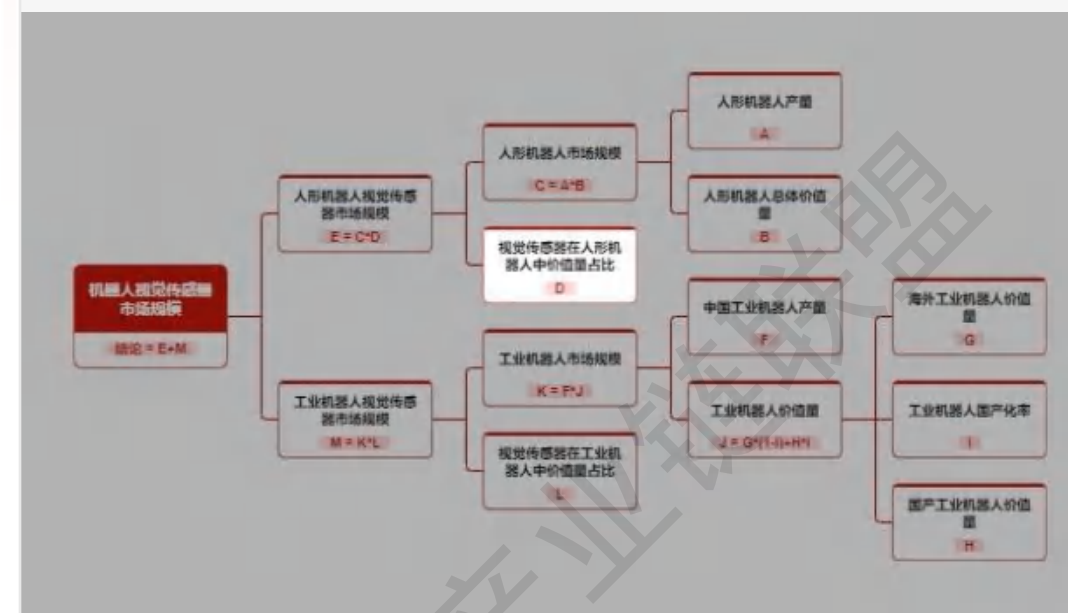 人形机器人产量
A
人形机器人市场规模
C = A*B
人形机器人视觉传感
器市场规模
E = C*D
人形机器人总体价值
量
B
视觉传感器在人形机
器人中价值量占比
D
机器人视觉传感器
市场规模
结论 = E+M
中国工业机器人产量
F
海外工业机器人价值
量
G
工业机器人市场规模
K = F*J
工业机器人视觉传感
器市场规模
M = K*L
工业机器人价值量
J = G*(1-I)+H*I
工业机器人国产化率
I
视觉传感器在工业机
器人中价值量占比
L
国产工业机器人价值
量
H
产业链联盟